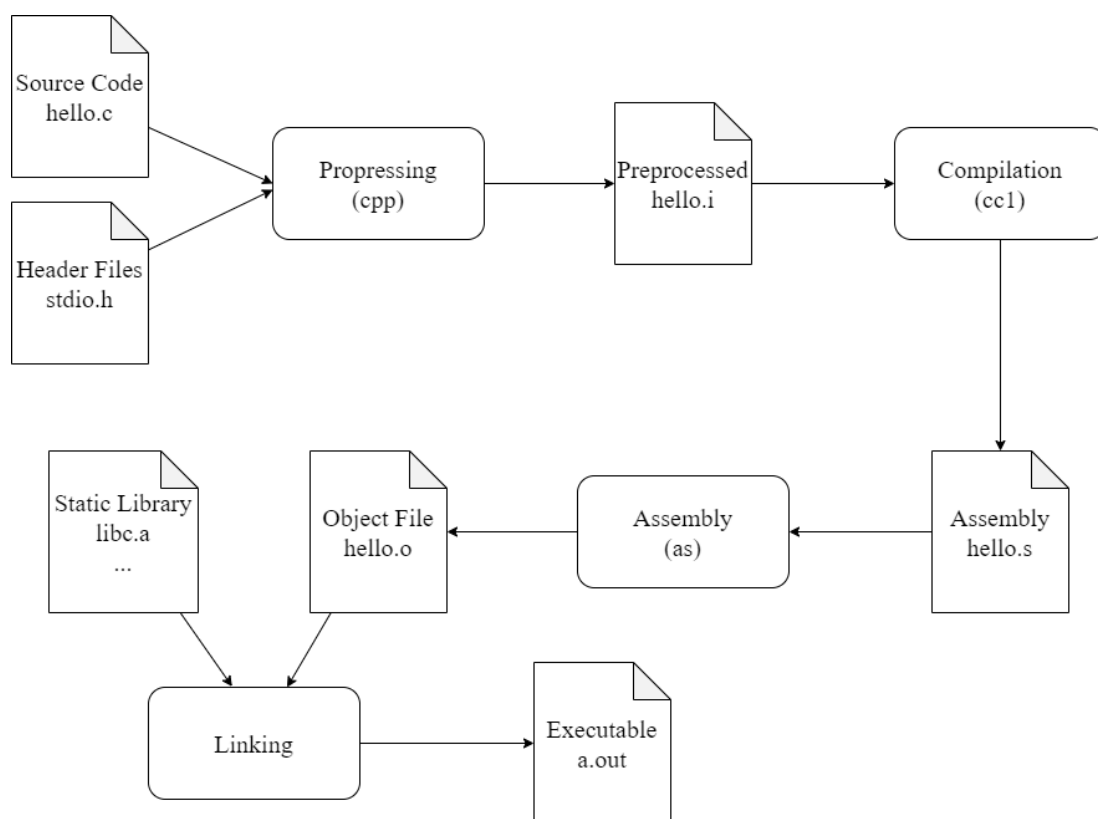 Source Code
hello.c
Header Files
stdio.h
Propressing
(cpp)
Preprocessed
hello.i
Compilation
(cc1)
Static Library
libc.a
...
Object File
hello.o
Assembly
(as)
Assembly
hello.s
Linking
Executable
a.out